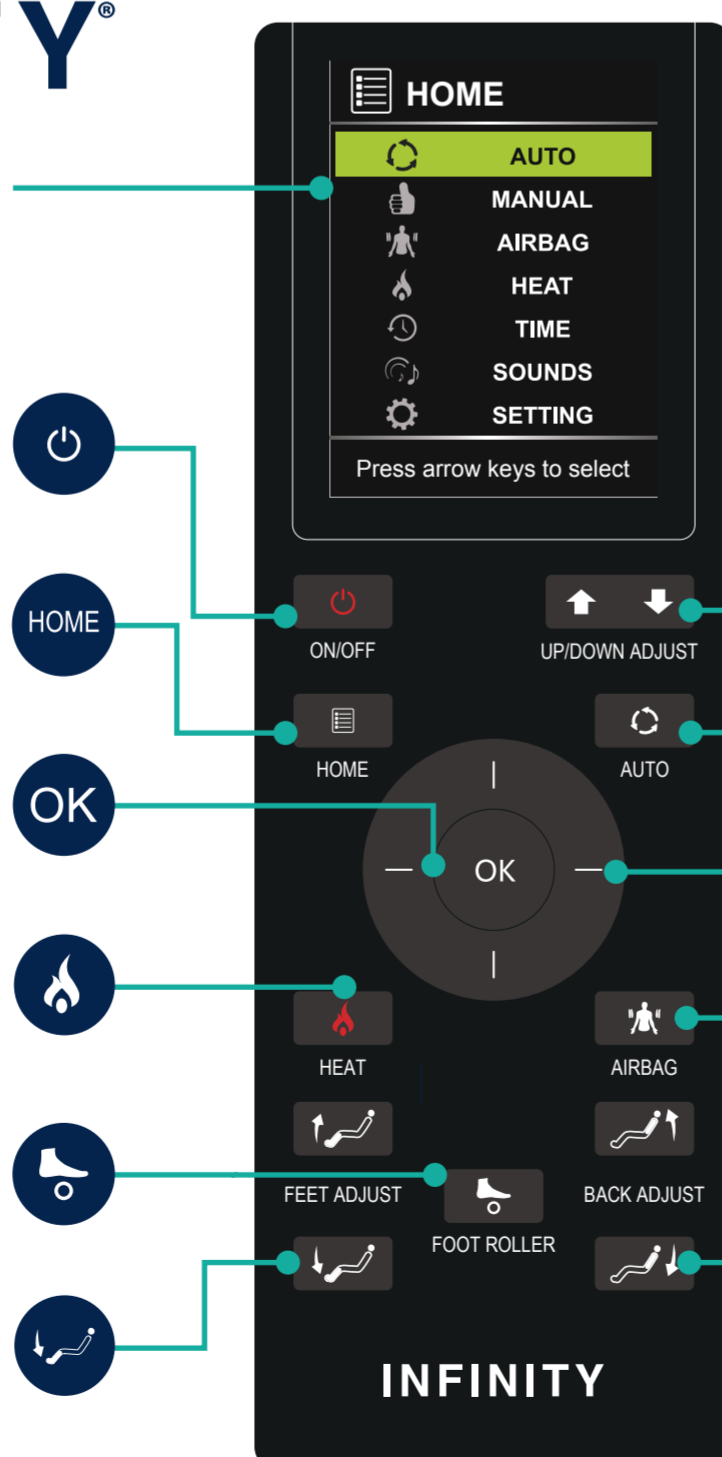 Y®
HOME
AUTO
MANUAL
AIRBAG
HEAT
TIME
SOUNDS
SETTING
Press arrow keys to select
ON/OFF
UP/DOWN ADJUST
HOME
HOME
AUTO
OK
OK
HEAT
AIRBAG
FEET ADJUST
BACK ADJUST
FOOT ROLLER
INFINITY